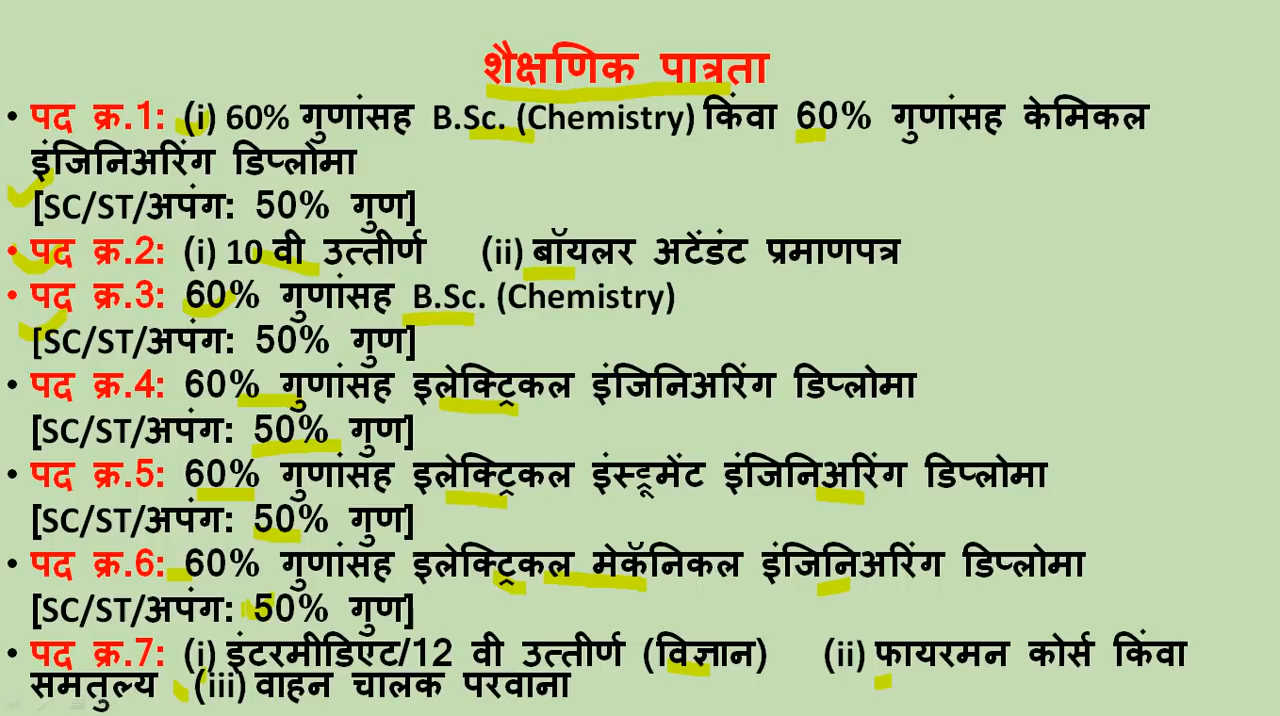 शैक्षणिक पात्रता
• पद क्र.1: (i) 60% गुणांसह B.Sc. (Chemistry) किंवा 60% गुणांसह केमिकल
इंजिनिअरिंग डिप्लोमा
[SC/ST/अपंग: 50% गुण]
• पद क्र.2: (i) 10 वी उत्तीर्ण (ii) बॉयलर अटेंडंट प्रमाणपत्र
• पद क्र.3: 60% गुणांसह B.Sc. (Chemistry)
[SC/ST/अपंग: 50% गुण]
• पद क्र.4: 60% गुणांसह इलेक्ट्रिकल इंजिनिअरिंग डिप्लोमा
[SC/ST/अपंग: 50% गुण]
• पद क्र.5: 60% गुणांसह इलेक्ट्रिकल इंस्ट्रूमेंट इंजिनिअरिंग डिप्लोमा
[SC/ST/अपंग: 50% गुण]
• पद क्र.6: 60% गुणांसह इलेक्ट्रिकल मेकॅनिकल इंजिनिअरिंग डिप्लोमा
[SC/ST/अपंग: 50% गुण]
• पद क्र.7: (i) इंटरमीडिएट/12 वी उत्तीर्ण (विज्ञान) (ii) फायरमन कोर्स किंवा
समतुल्य (iii) वाहन चालक परवाना